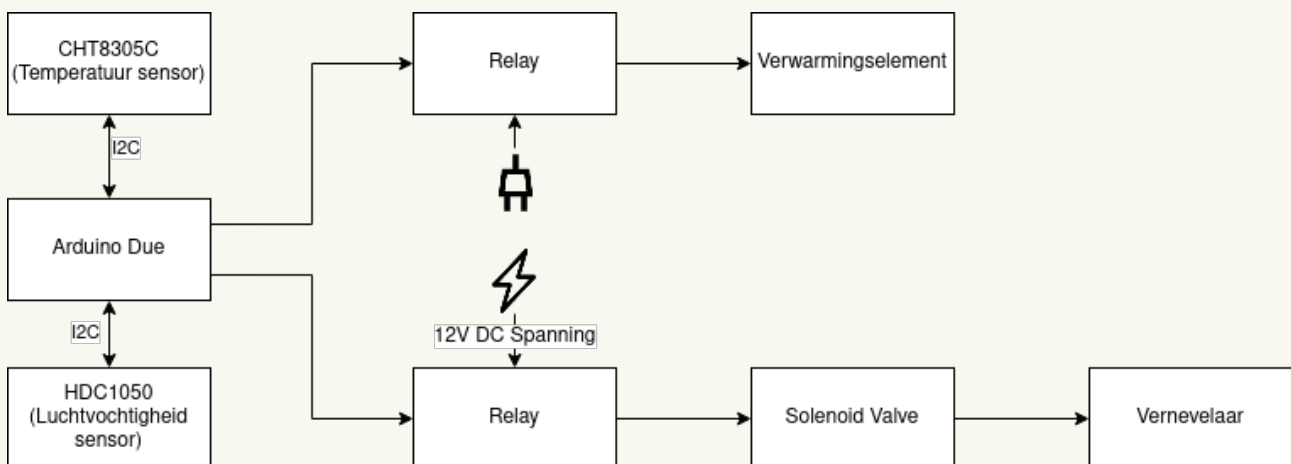 CHT8305C
(Temperatuur sensor)
Relay
Verwarmingselement
I2C
Arduino Due
I2C
12V DC Spanning
HDC1050
(Luchtvochtigheid
sensor)
Relay
Solenoid Valve
Vernevelaar